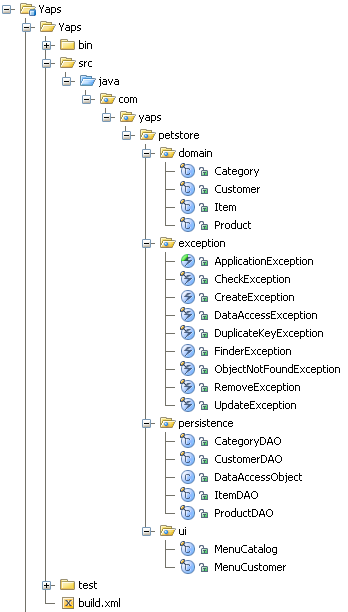 Yaps
Yaps
bin
src
java
com
yaps
petstore
domain
Category
Customer
Item
Product
exception
ApplicationException
CheckException
CreateException
DataAccessException
DuplicateKeyException
FinderException
ObjectNotFoundException
RemoveException
UpdateException
persistence
CategoryDAO
CustomerDAO
DataAccessObject
ItemDAO
ProductDAO
ui
MenuCatalog
MenuCustomer
test
build.xml